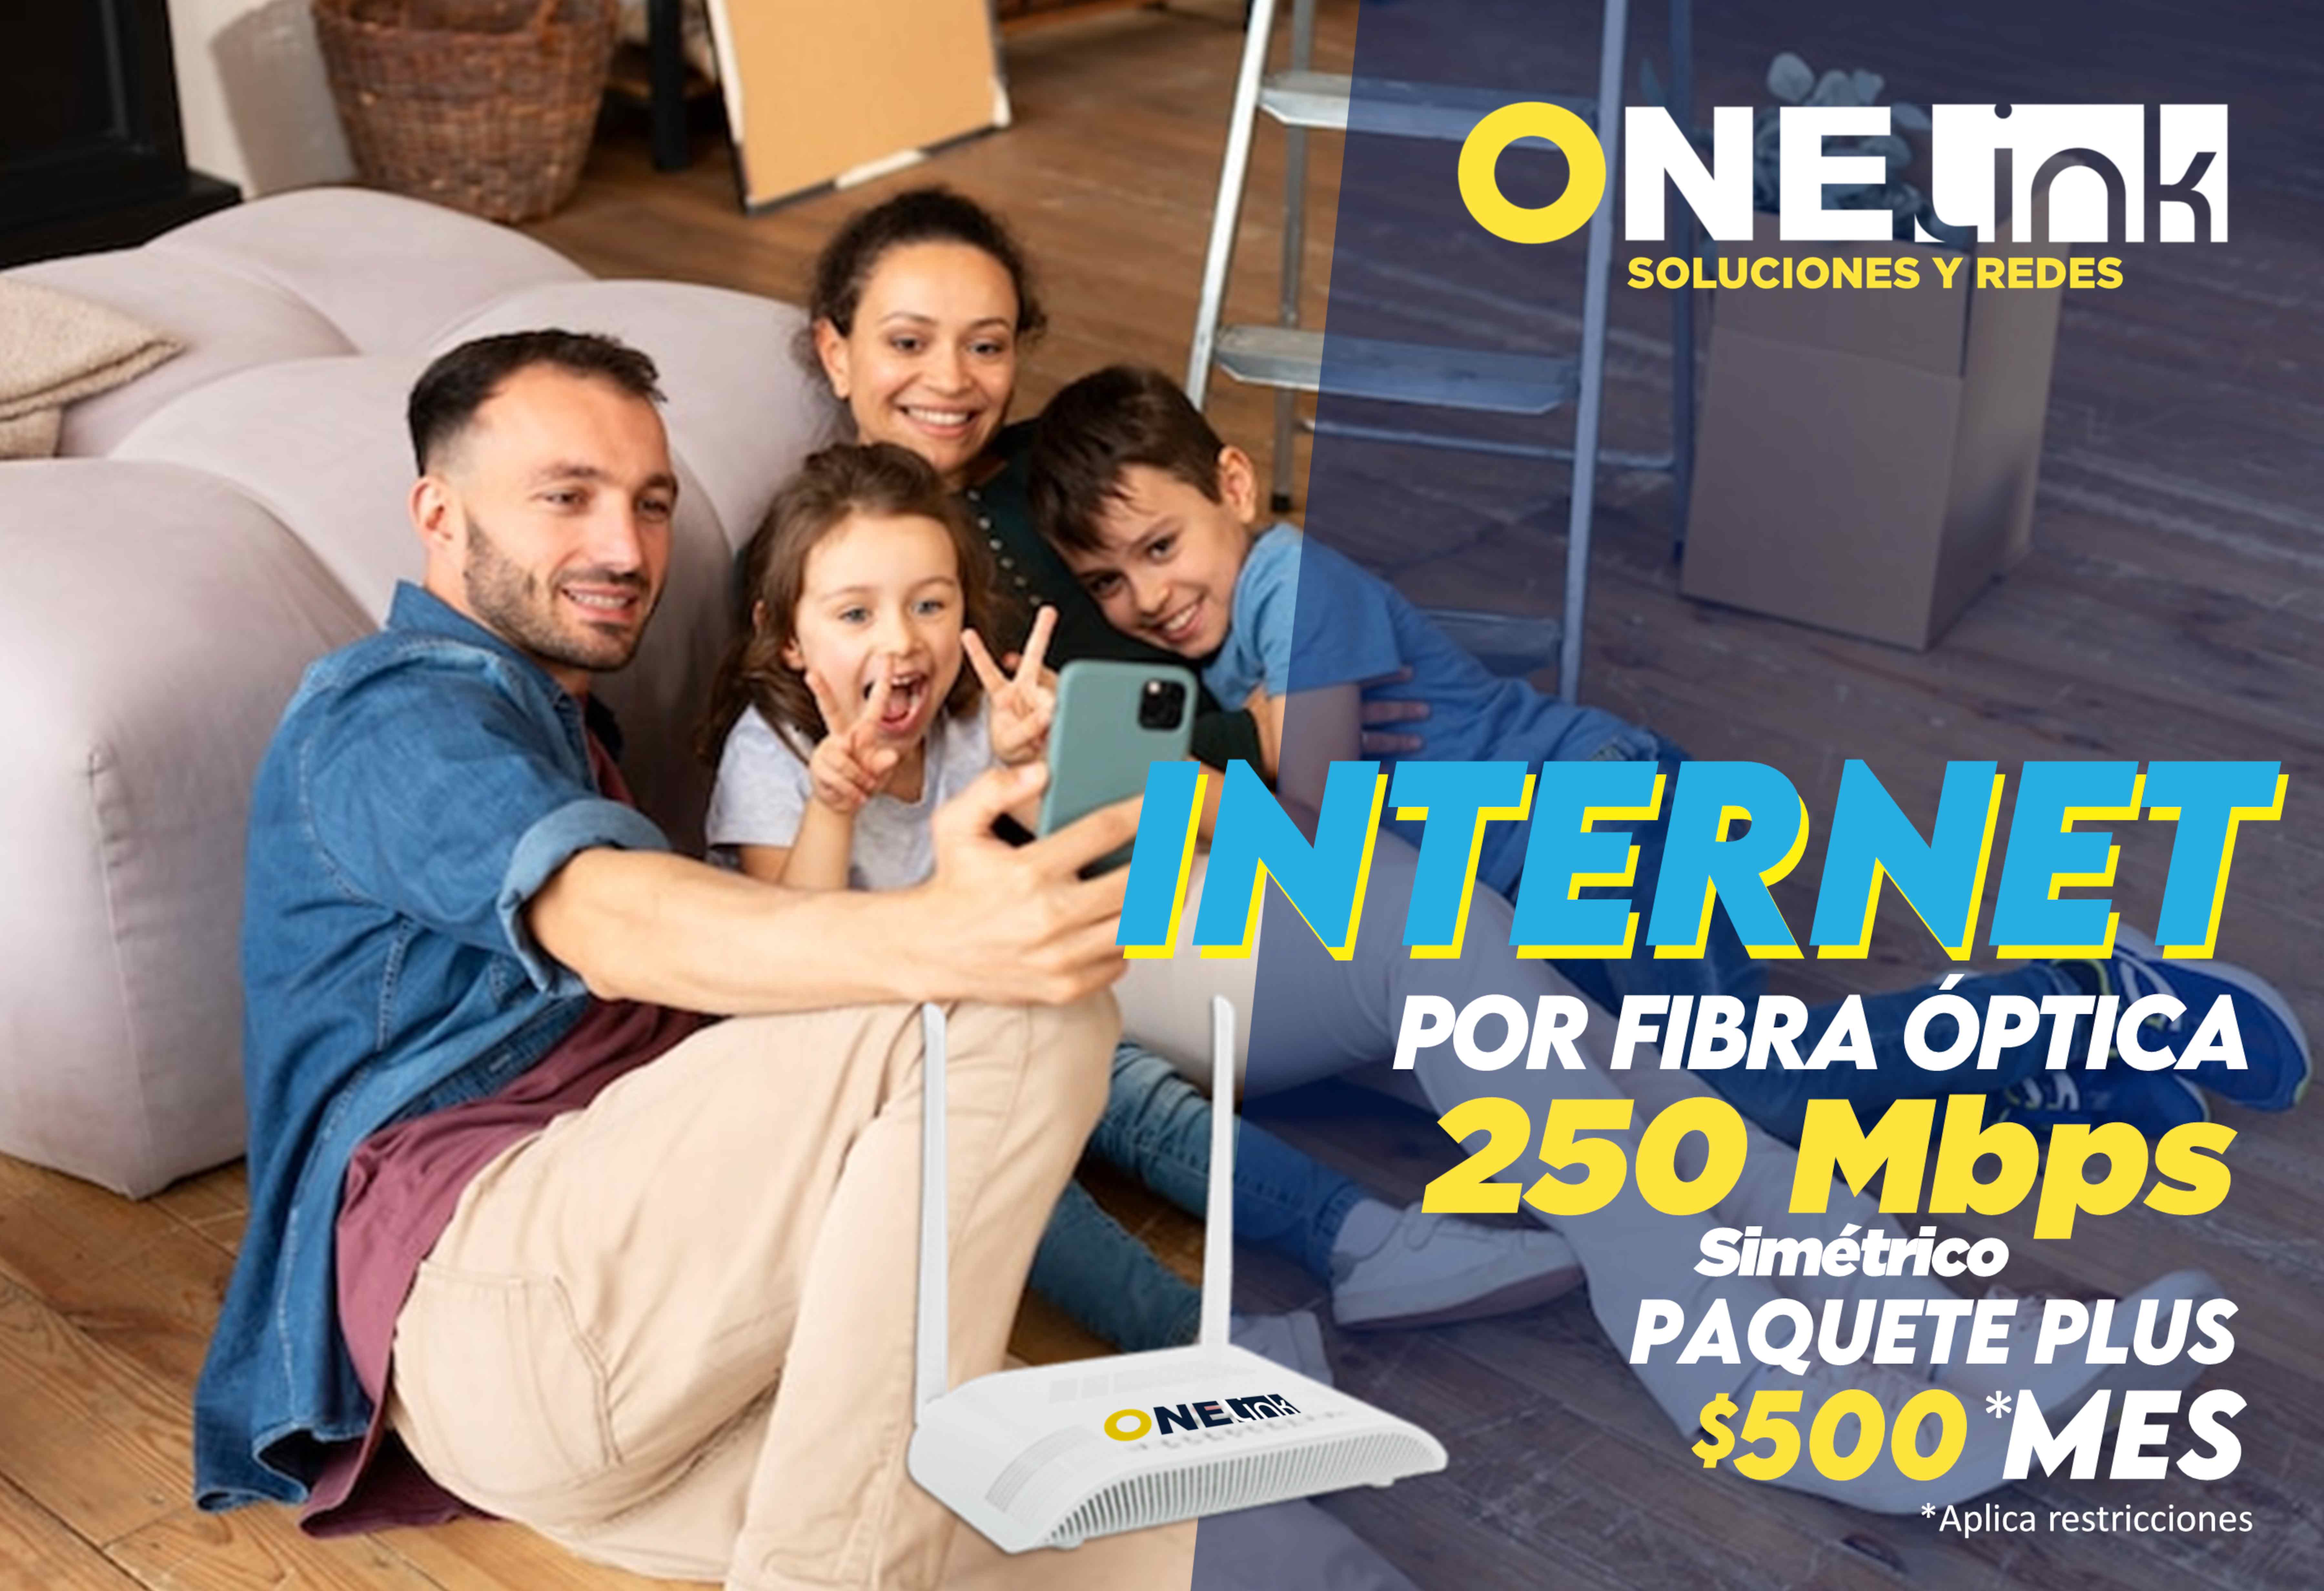 ONELink
SOLUCIONES Y REDES
INTERNET
POR FIBRA ÓPTICA
250 Mbps
Simétrico
PAQUETE PLUS
$500 *MES
*Aplica restricciones
ONELink